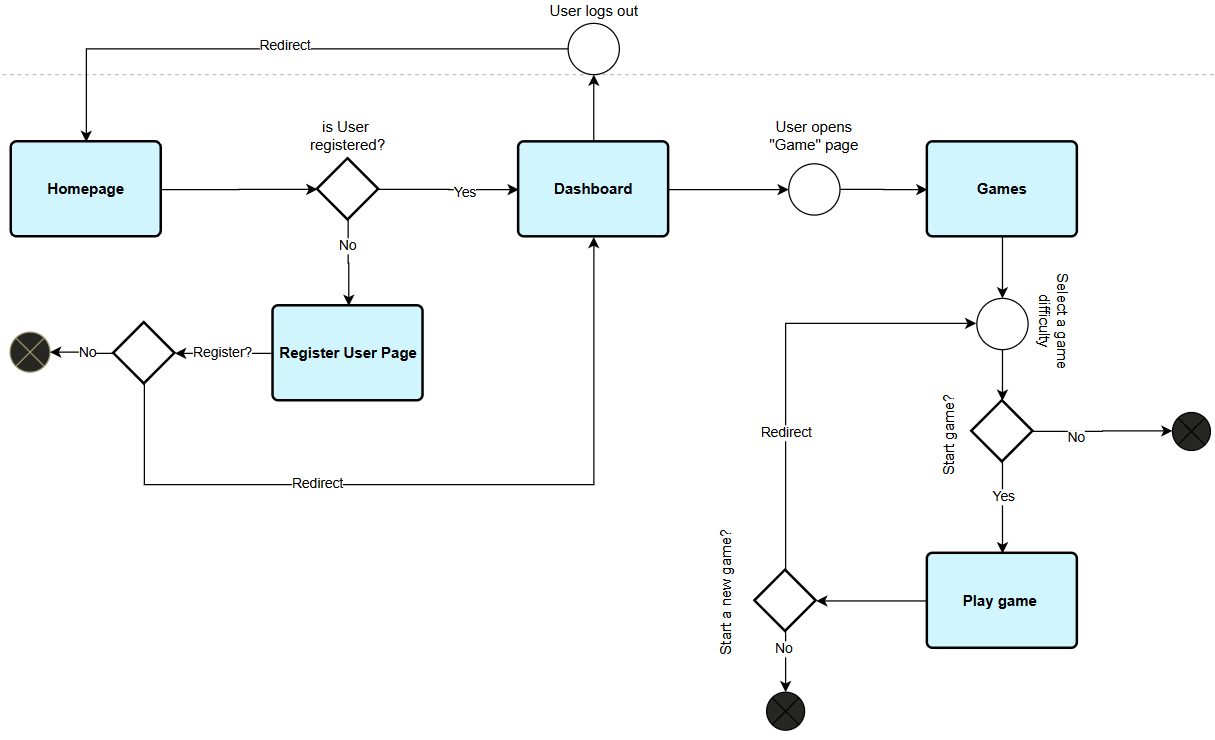 User logs out
Redirect
is User
registered?
User opens
"Game" page
Homepage
Yes
Dashboard
Games
No
Select a game
difficulty
No
Register?
Register User Page
Start game?
No
Redirect
Redirect
Yes
Start a new game?
Play game
No